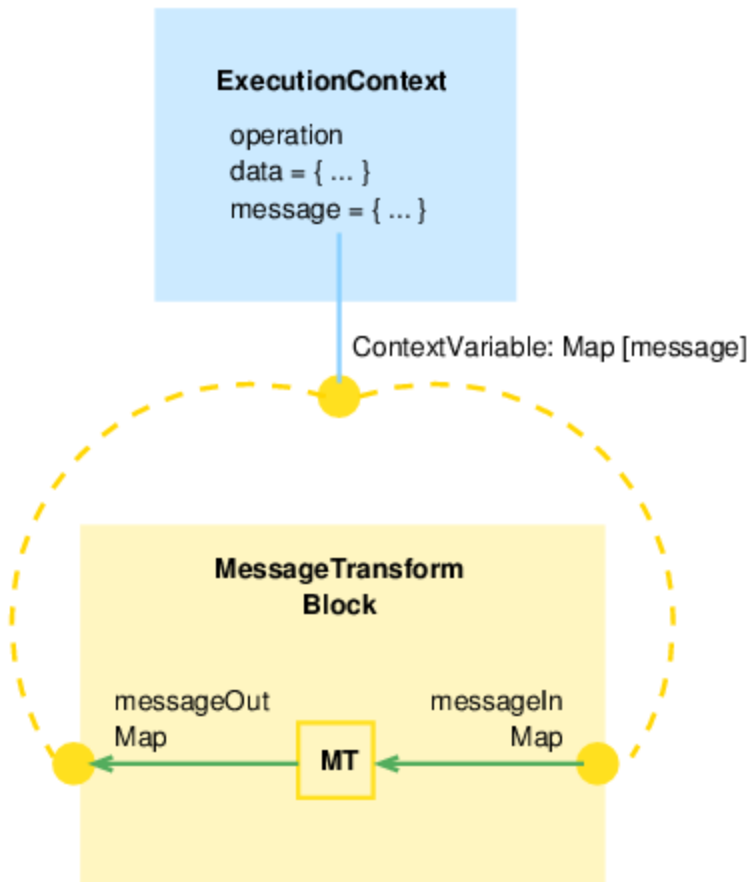 ExecutionContext
operation
data = { ... }
message = { ... }
ContextVariable: Map [message]
MessageTransform
Block
messageOut
Map
messageIn
Map
MT